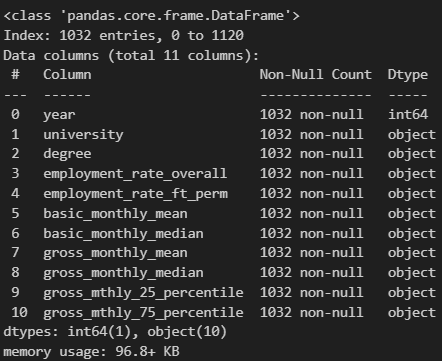 <class 'pandas.core.frame.DataFrame'>
Index: 1032 entries, 0 to 1120
Data columns (total 11 columns):
 #   Column                   Non-Null Count  Dtype
---  ------                   --------------  -----
 0   year                     1032 non-null   int64
 1   university               1032 non-null   object
 2   degree                   1032 non-null   object
 3   employment_rate_overall  1032 non-null   object
 4   employment_rate_ft_perm  1032 non-null   object
 5   basic_monthly_mean       1032 non-null   object
 6   basic_monthly_median     1032 non-null   object
 7   gross_monthly_mean       1032 non-null   object
 8   gross_monthly_median     1032 non-null   object
 9   gross_mthly_25_percentile  1032 non-null   object
 10  gross_mthly_75_percentile  1032 non-null   object
dtypes: int64(1), object(10)
memory usage: 96.8+ KB